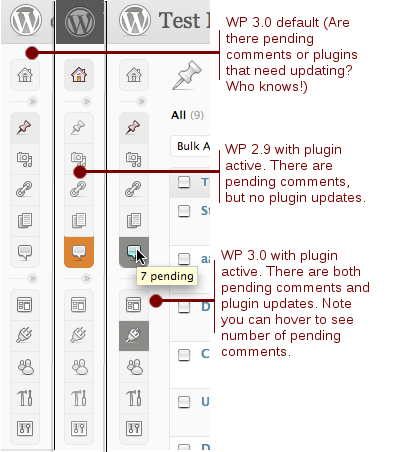 WP 3.0 default (Are
there pending
comments or plugins
that need updating?
Who knows!)
Test
All (9)
Bulk A
T
St
WP 2.9 with plugin
active. There are
pending comments,
but no plugin updates.
aa
7 pending
WP 3.0 with plugin
active. There are both
pending comments and
plugin updates. Note
you can hover to see
number of pending
comments.
D
C
U
D